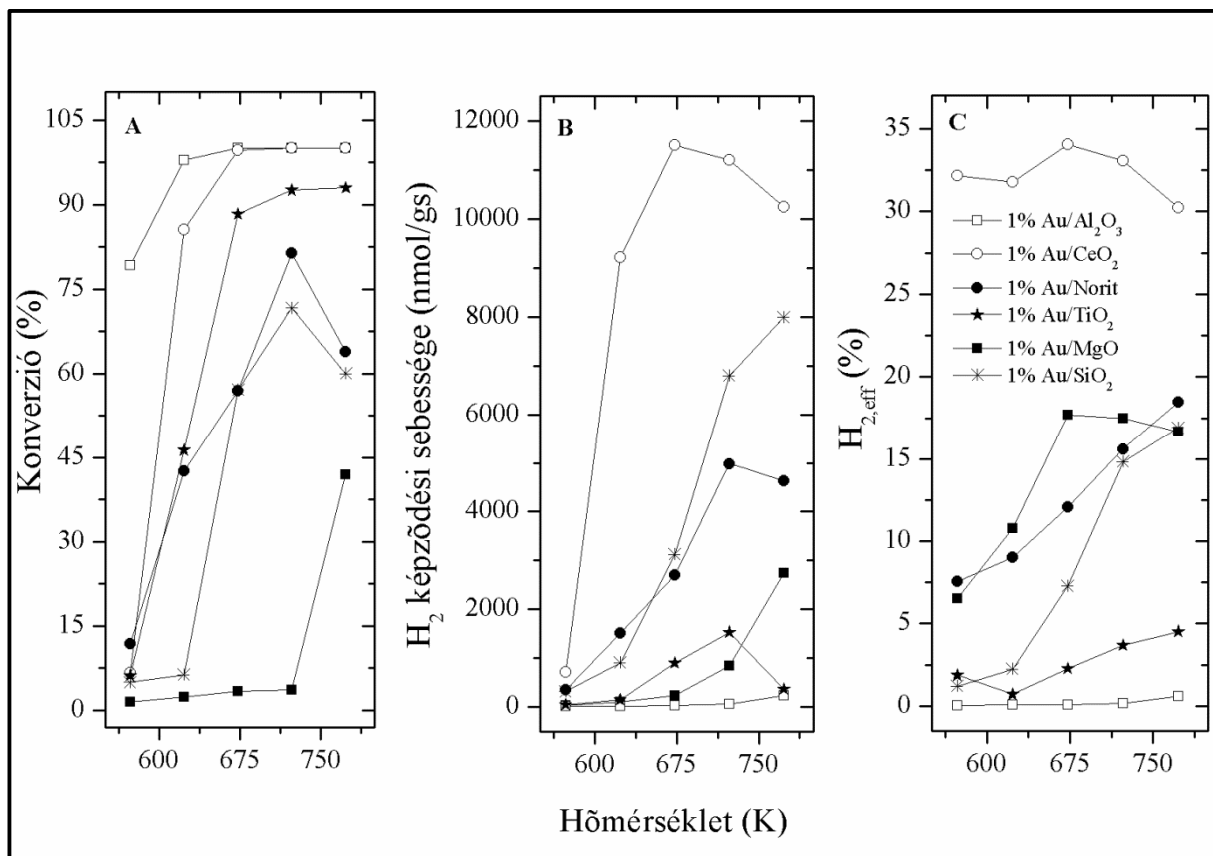 A
Konverzió (%)
105
90
75
60
45
30
15
0
600 675 750
B
H₂ képzõdési sebessége (nmol/gs)
12000
10000
8000
6000
4000
2000
0
600 675 750
C
H₂,eff (%)
35
30
25
20
15
10
5
0
600 675 750
1% Au/Al₂O₃
1% Au/CeO₂
1% Au/Norit
1% Au/TiO₂
1% Au/MgO
1% Au/SiO₂
Hõmérséklet (K)